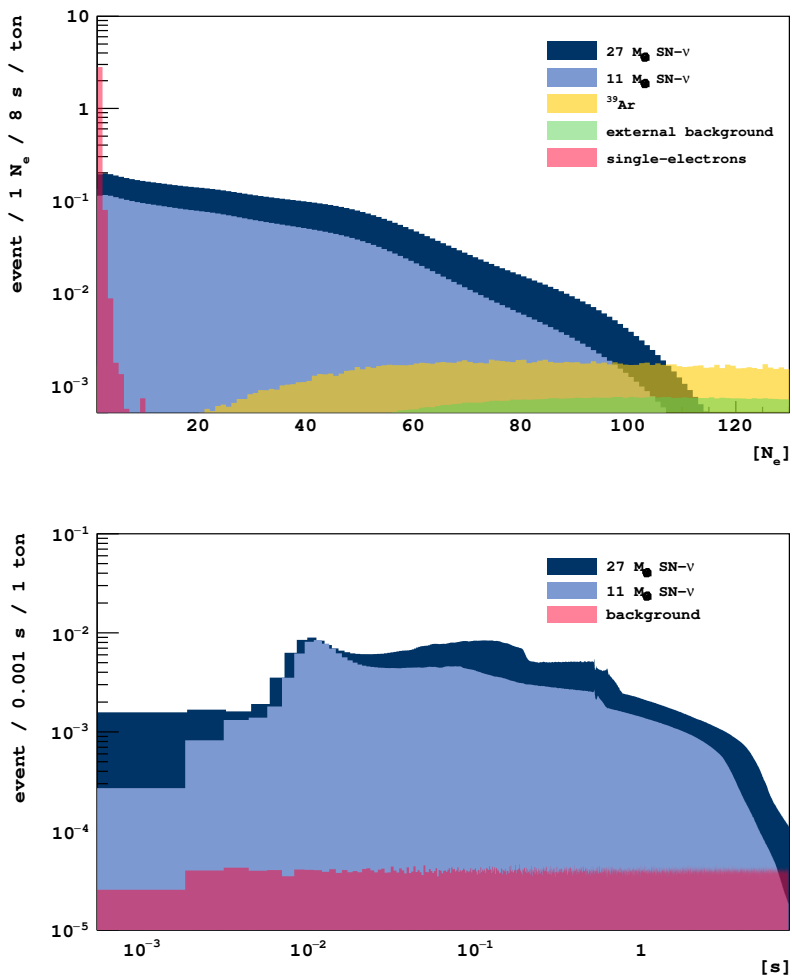 event / 1 Nₑ / 8 s / ton
10
1
10⁻¹
10⁻²
10⁻³
27 M☉ SN-ν
11 M☉ SN-ν
³⁹Ar
external background
single-electrons
20 40 60 80 100 120
[Nₑ]
event / 0.001 s / 1 ton
10⁻¹
10⁻²
10⁻³
10⁻⁴
10⁻⁵
27 M☉ SN-ν
11 M☉ SN-ν
background
10⁻³ 10⁻² 10⁻¹ 1
[s]